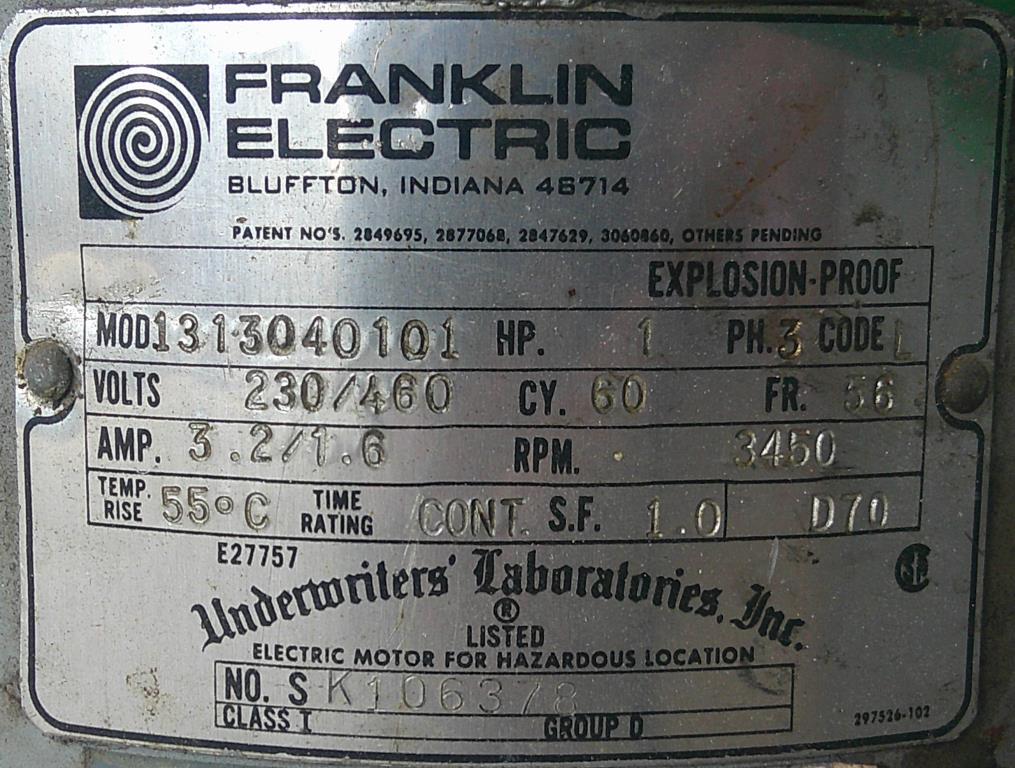 FRANKLIN
ELECTRIC
BLUFFTON, INDIANA 46714
PATENT NO'S. 2849695, 2877068, 2847629, 3060860, OTHERS PENDING
EXPLOSION-PROOF
MOD 1313040101 HP. 1 PH. 3 CODE L
VOLTS 230/460 CY. 60 FR. 56
AMP. 3.2/1.6 RPM. 3450
TEMP. RISE 55°C TIME RATING CONT. S.F. 1.0 D70
E27757
Underwriters' Laboratories, Inc.
®
LISTED
ELECTRIC MOTOR FOR HAZARDOUS LOCATION
NO. S K106378
CLASS I GROUP D
297526-102